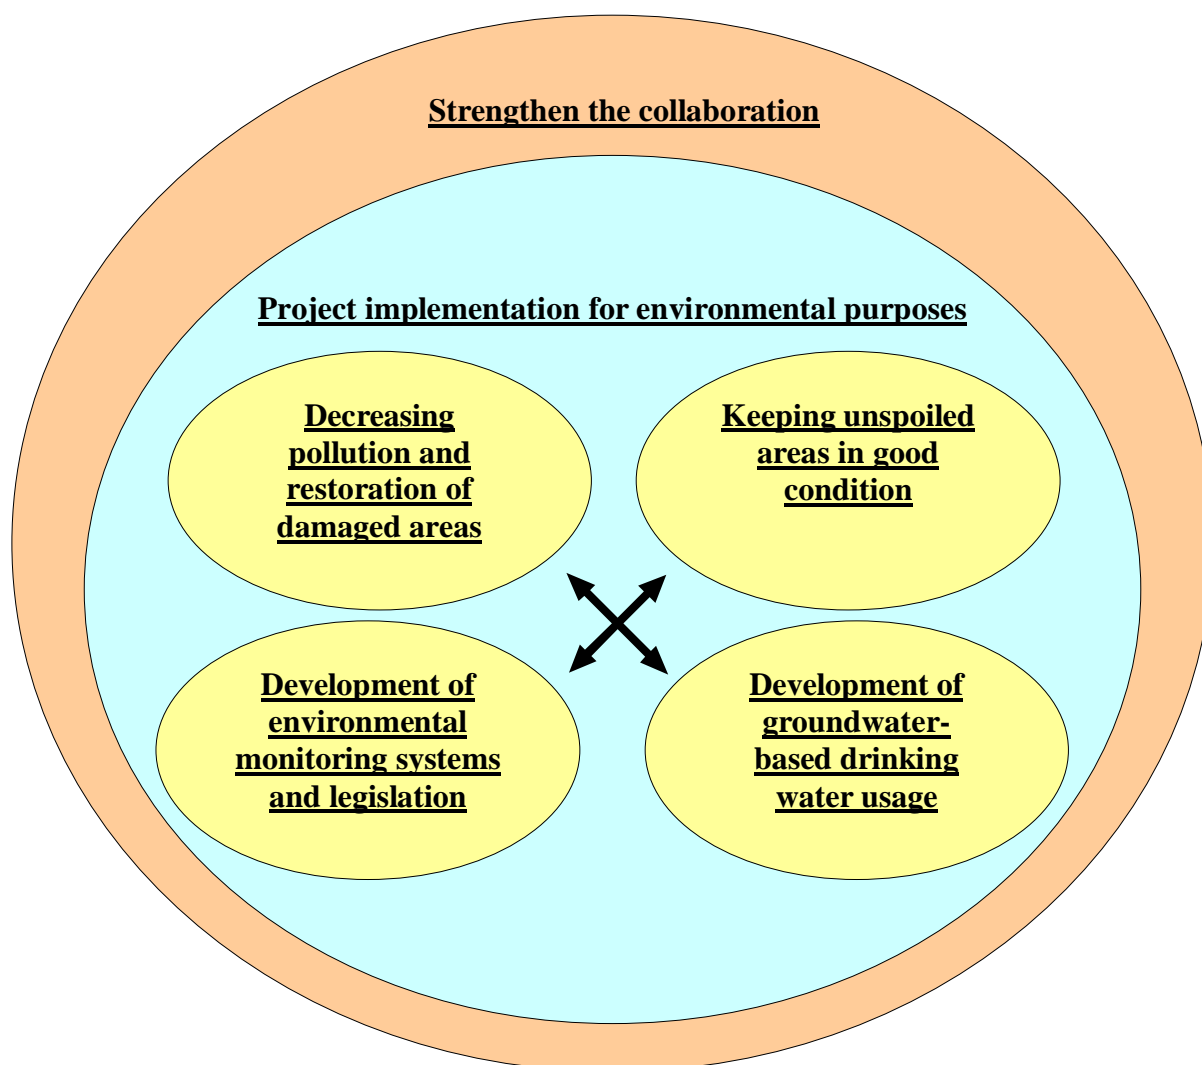 Strengthen the collaboration
Project implementation for environmental purposes
Decreasing
pollution and
restoration of
damaged areas
Keeping unspoiled
areas in good
condition
Development of
environmental
monitoring systems
and legislation
Development of
groundwater-
based drinking
water usage